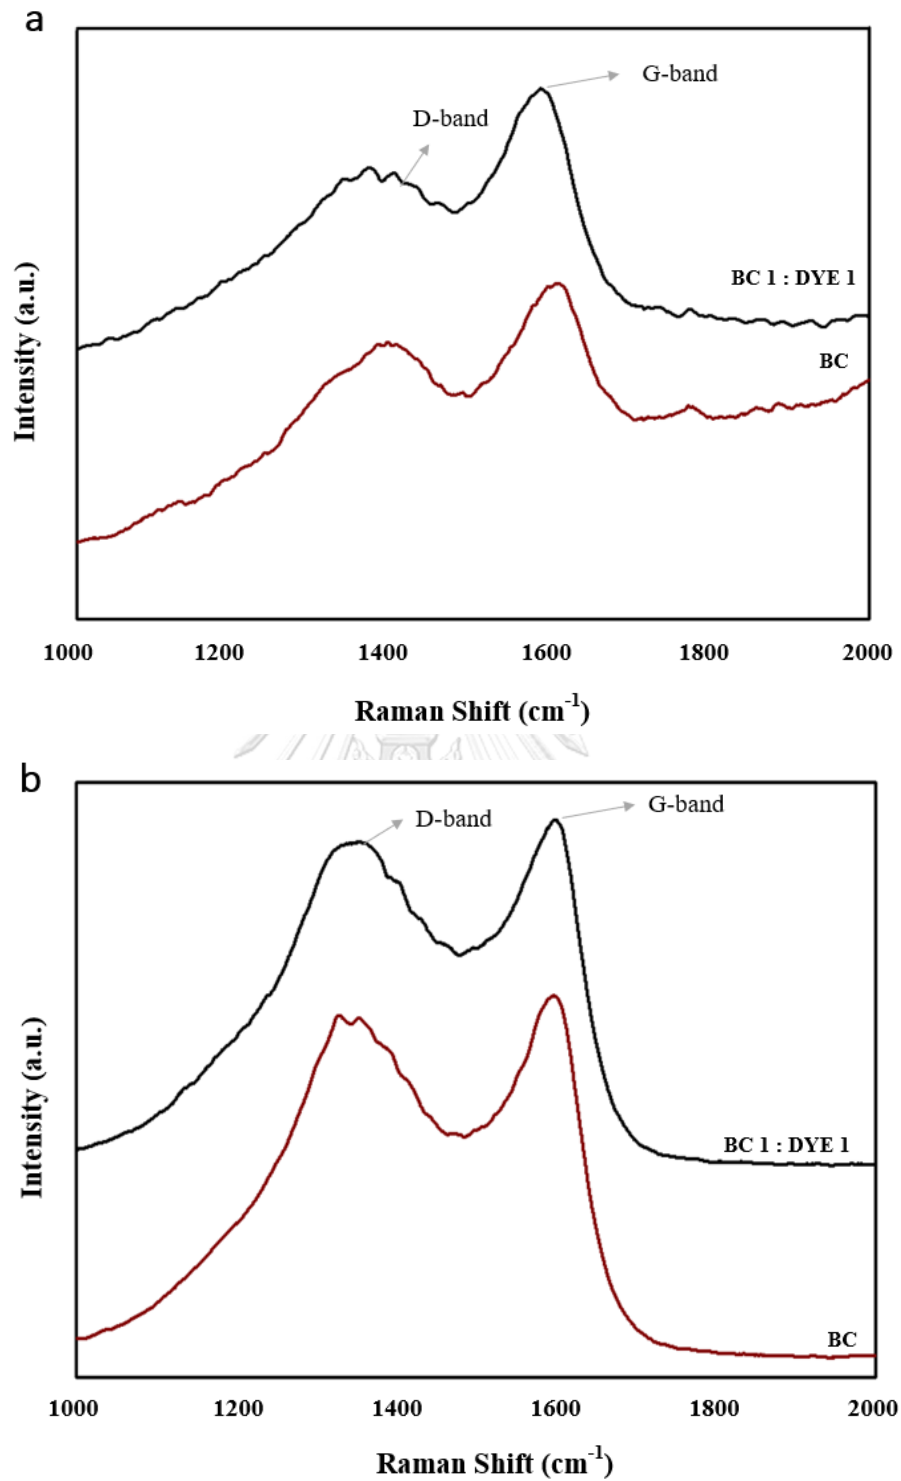 a
G-band
D-band
BC 1 : DYE 1
BC
Intensity (a.u.)
1000 1200 1400 1600 1800 2000
Raman Shift (cm-1)
b
G-band
D-band
Intensity (a.u.)
BC 1 : DYE 1
BC
1000 1200 1400 1600 1800 2000
Raman Shift (cm-1)